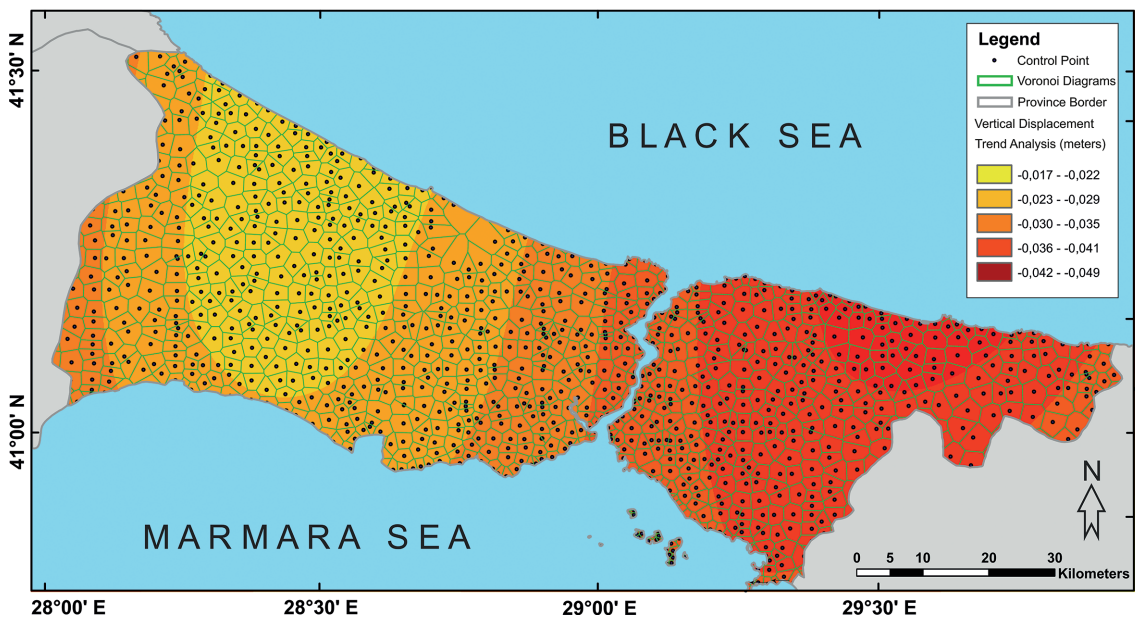 Legend
Control Point
Voronoi Diagrams
Province Border
Vertical Displacement
Trend Analysis (meters)
-0,017 - -0,022
-0,023 - -0,029
-0,030 - -0,035
-0,036 - -0,041
-0,042 - -0,049
41°30' N
BLACK SEA
41°00' N
MARMARA SEA
N
0 5 10 20 30
Kilometers
28°00' E 28°30' E 29°00' E 29°30' E